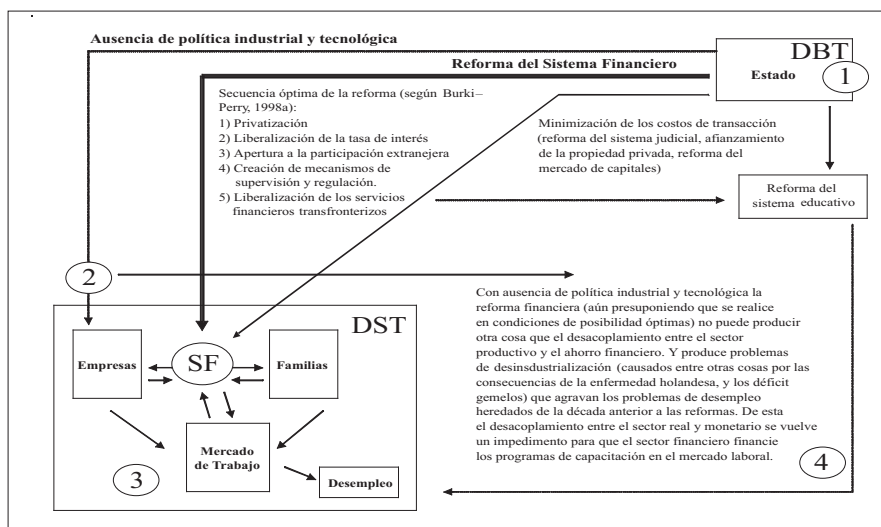 Ausencia de política industrial y tecnológica
DBT
Estado
1
Reforma del Sistema Financiero
Secuencia óptima de la reforma (según Burki–
Perry, 1998a):
1) Privatización
2) Liberalización de la tasa de interés
3) Apertura a la participación extranjera
4) Creación de mecanismos de
supervisión y regulación.
5) Liberalización de los servicios
financieros transfronterizos
Minimización de los costos de transacción
(reforma del sistema judicial, afianzamiento
de la propiedad privada, reforma del
mercado de capitales)
Reforma del
sistema educativo
2
DST
Empresas
SF
Familias
Mercado
de Trabajo
3
Desempleo
Con ausencia de política industrial y tecnológica la
reforma financiera (aún presuponiendo que se realice
en condiciones de posibilidad óptimas) no puede producir
otra cosa que el desacoplamiento entre el sector
productivo y el ahorro financiero. Y produce problemas
de desinsdustrialización (causados entre otras cosas por las
consecuencias de la enfermedad holandesa, y los déficit
gemelos) que agravan los problemas de desempleo
heredados de la década anterior a las reformas. De esta
el desacoplamiento entre el sector real y monetario se vuelve
un impedimento para que el sector financiero financie
los programas de capacitación en el mercado laboral.
4